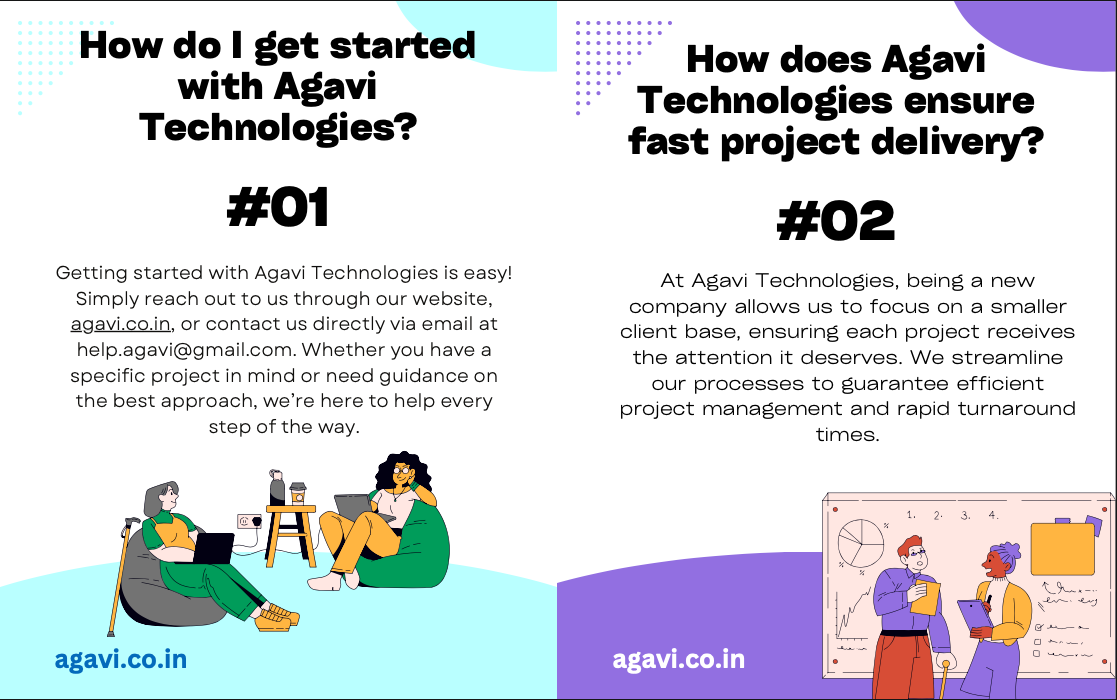 How do I get started
with Agavi
Technologies?
#01
Getting started with Agavi Technologies is easy!
Simply reach out to us through our website,
agavi.co.in, or contact us directly via email at
help.agavi@gmail.com. Whether you have a
specific project in mind or need guidance on
the best approach, we’re here to help every
step of the way.
agavi.co.in
How does Agavi
Technologies ensure
fast project delivery?
#02
At Agavi Technologies, being a new
company allows us to focus on a smaller
client base, ensuring each project receives
the attention it deserves. We streamline
our processes to guarantee efficient
project management and rapid turnaround
times.
1. 2. 3. 4.
%
%
%
agavi.co.in